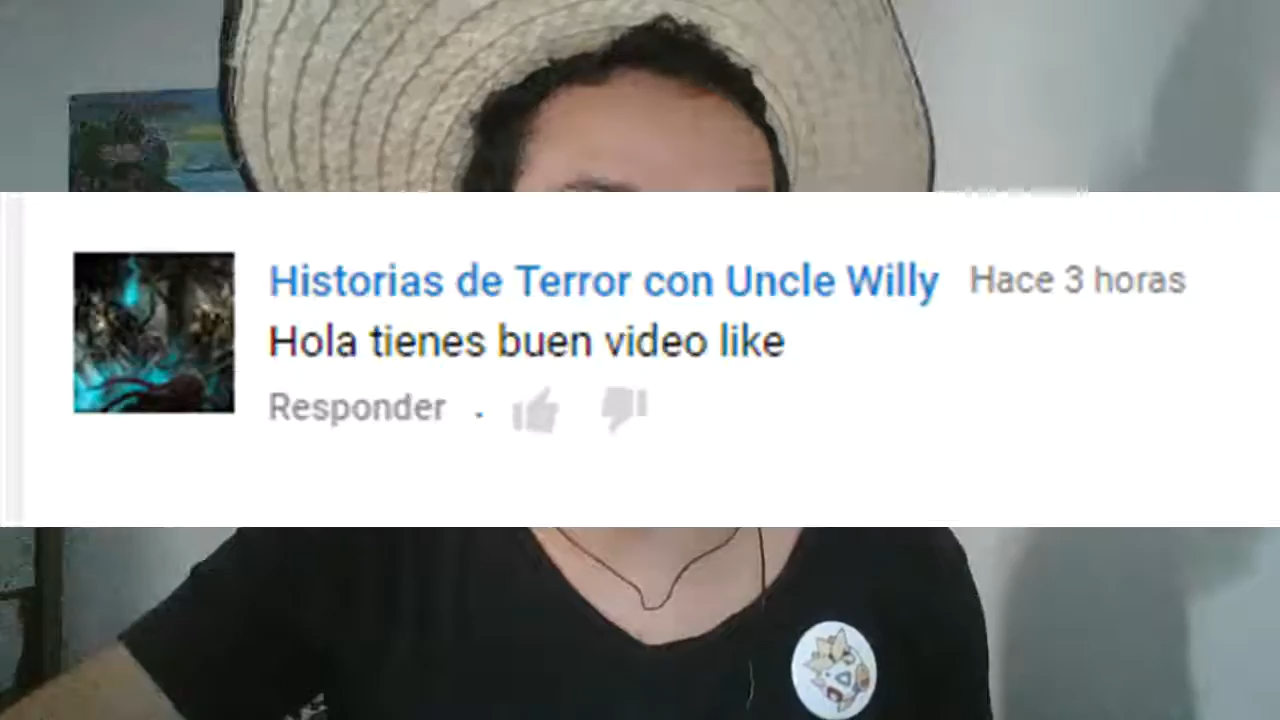 Historias de Terror con Uncle Willy Hace 3 horas
Hola tienes buen video like
Responder